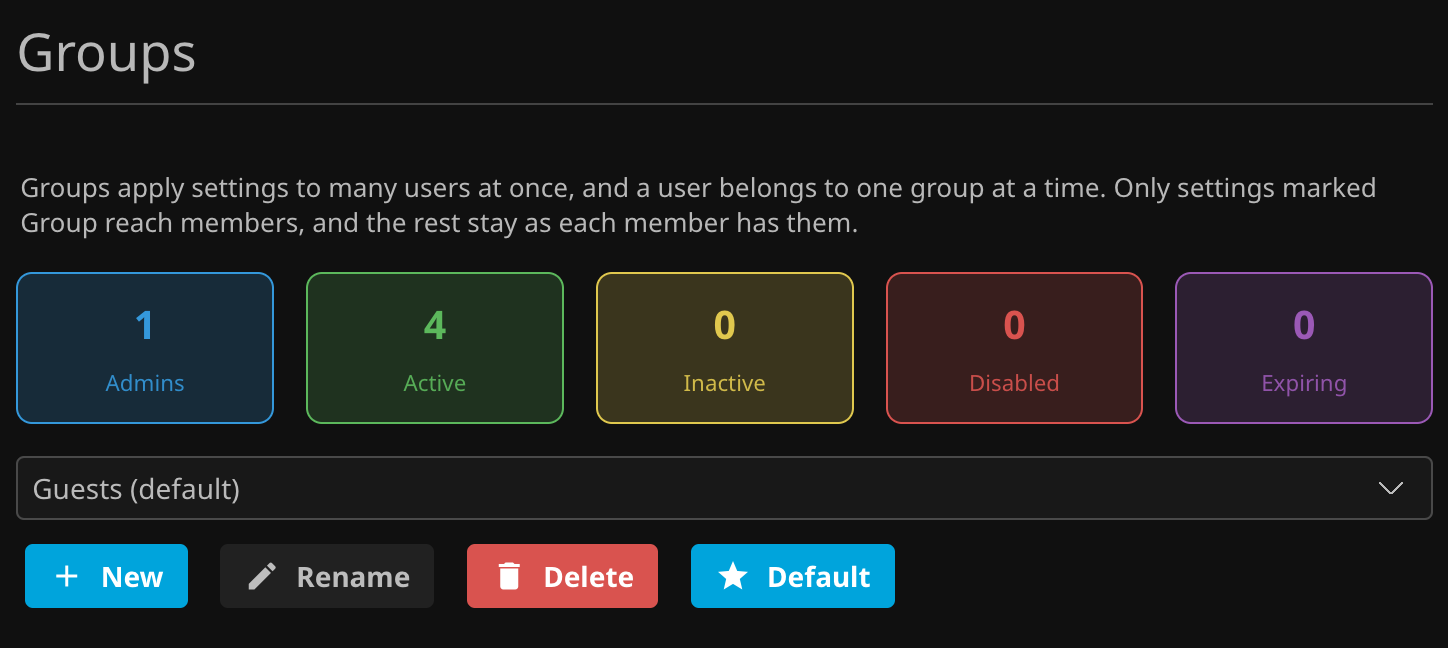 Groups
Groups apply settings to many users at once, and a user belongs to one group at a time. Only settings marked
Group reach members, and the rest stay as each member has them.
1
Admins
4
Active
0
Inactive
0
Disabled
0
Expiring
Guests (default)
New
Rename
Delete
Default